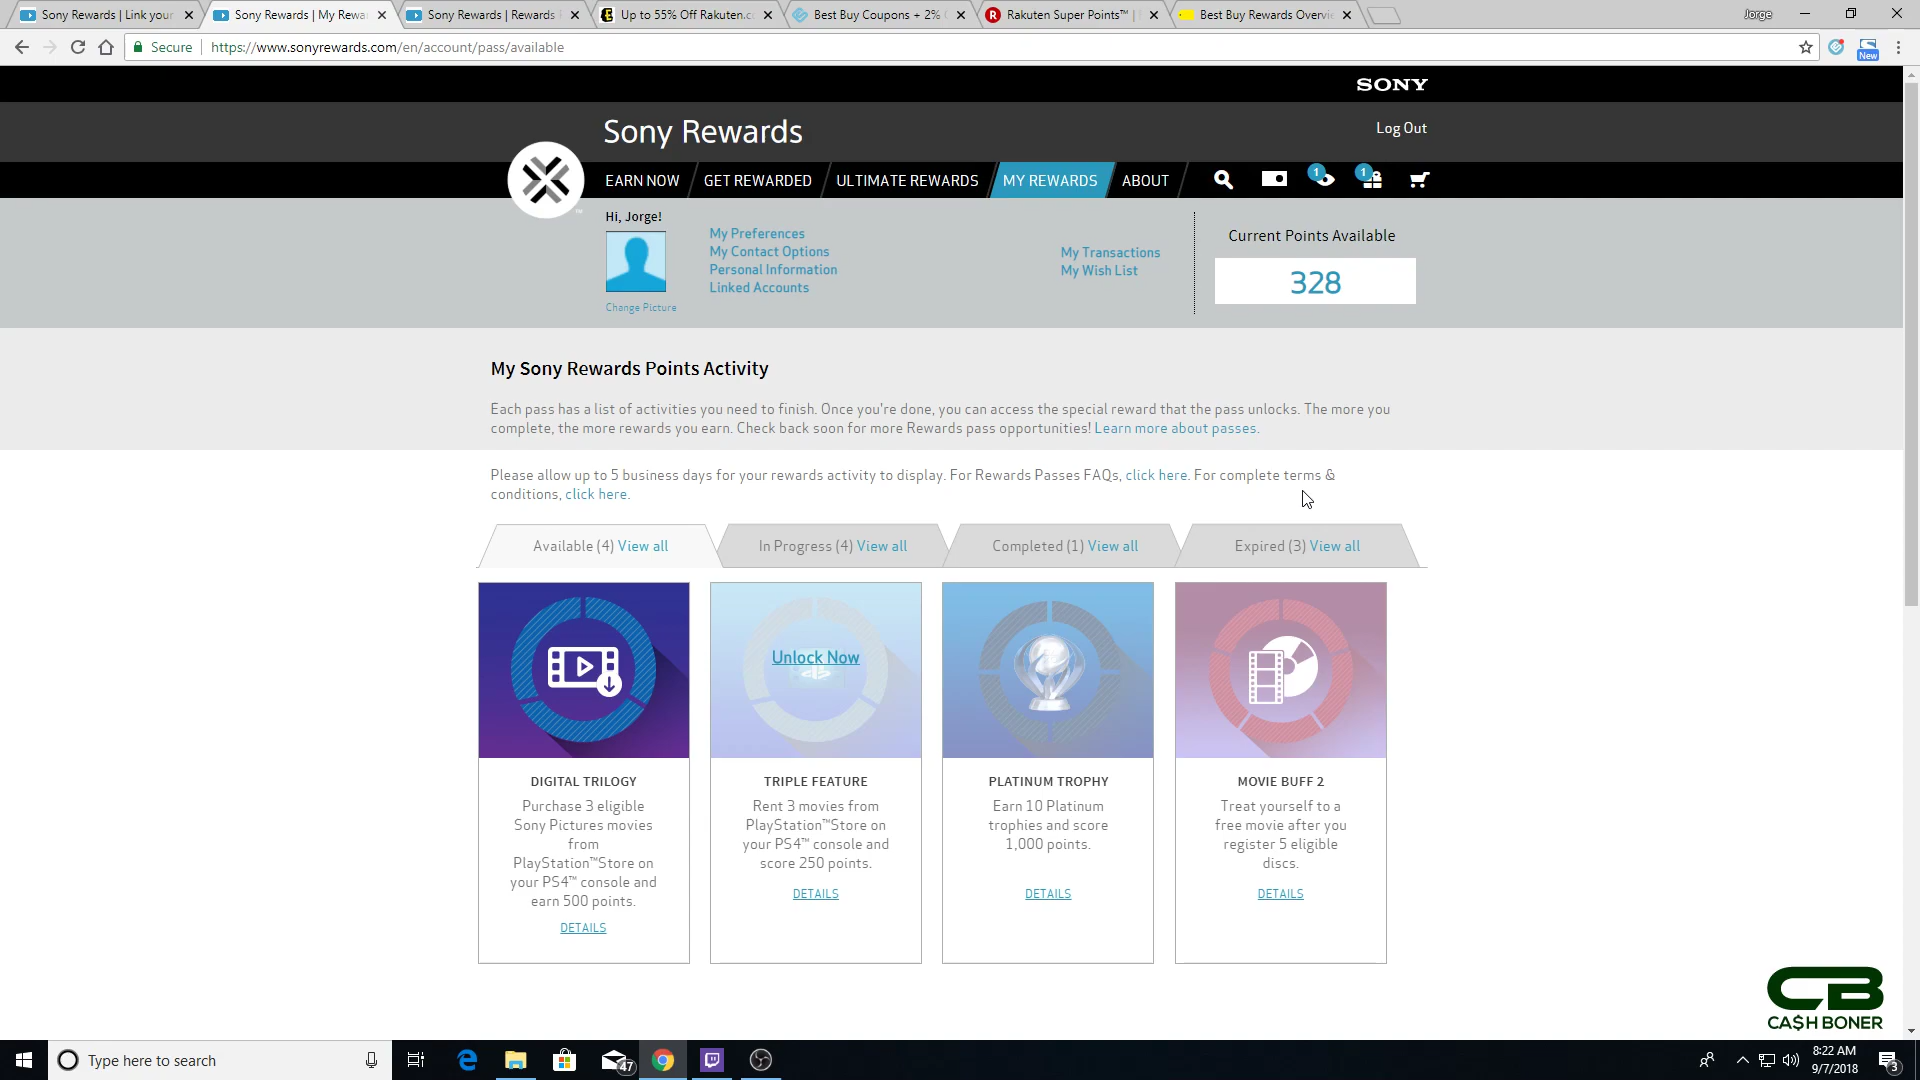 Sony Rewards | Link your
Sony Rewards | My Rewa
Sony Rewards | Rewards
Up to 55% Off Rakuten.c
Best Buy Coupons + 2%
Rakuten Super Points™ |
Best Buy Rewards Overvi
Jorge
Secure
https://www.sonyrewards.com/en/account/pass/available
New
SONY
Sony Rewards
Log Out
EARN NOW
GET REWARDED
ULTIMATE REWARDS
MY REWARDS
ABOUT
1
1
Hi, Jorge!
Change Picture
My Preferences
My Contact Options
Personal Information
Linked Accounts
My Transactions
My Wish List
Current Points Available
328
My Sony Rewards Points Activity
Each pass has a list of activities you need to finish. Once you're done, you can access the special reward that the pass unlocks. The more you
complete, the more rewards you earn. Check back soon for more Rewards pass opportunities! Learn more about passes.
Please allow up to 5 business days for your rewards activity to display. For Rewards Passes FAQs, click here. For complete terms &
conditions, click here.
Available (4) View all
In Progress (4) View all
Completed (1) View all
Expired (3) View all
DIGITAL TRILOGY
Purchase 3 eligible
Sony Pictures movies
from
PlayStation™Store on
your PS4™ console and
earn 500 points.
DETAILS
Unlock Now
TRIPLE FEATURE
Rent 3 movies from
PlayStation™Store on
your PS4™ console and
score 250 points.
DETAILS
PLATINUM TROPHY
Earn 10 Platinum
trophies and score
1,000 points.
DETAILS
MOVIE BUFF 2
Treat yourself to a
free movie after you
register 5 eligible
discs.
DETAILS
CB
CA$H BONER
Type here to search
47
8:22 AM
9/7/2018
3